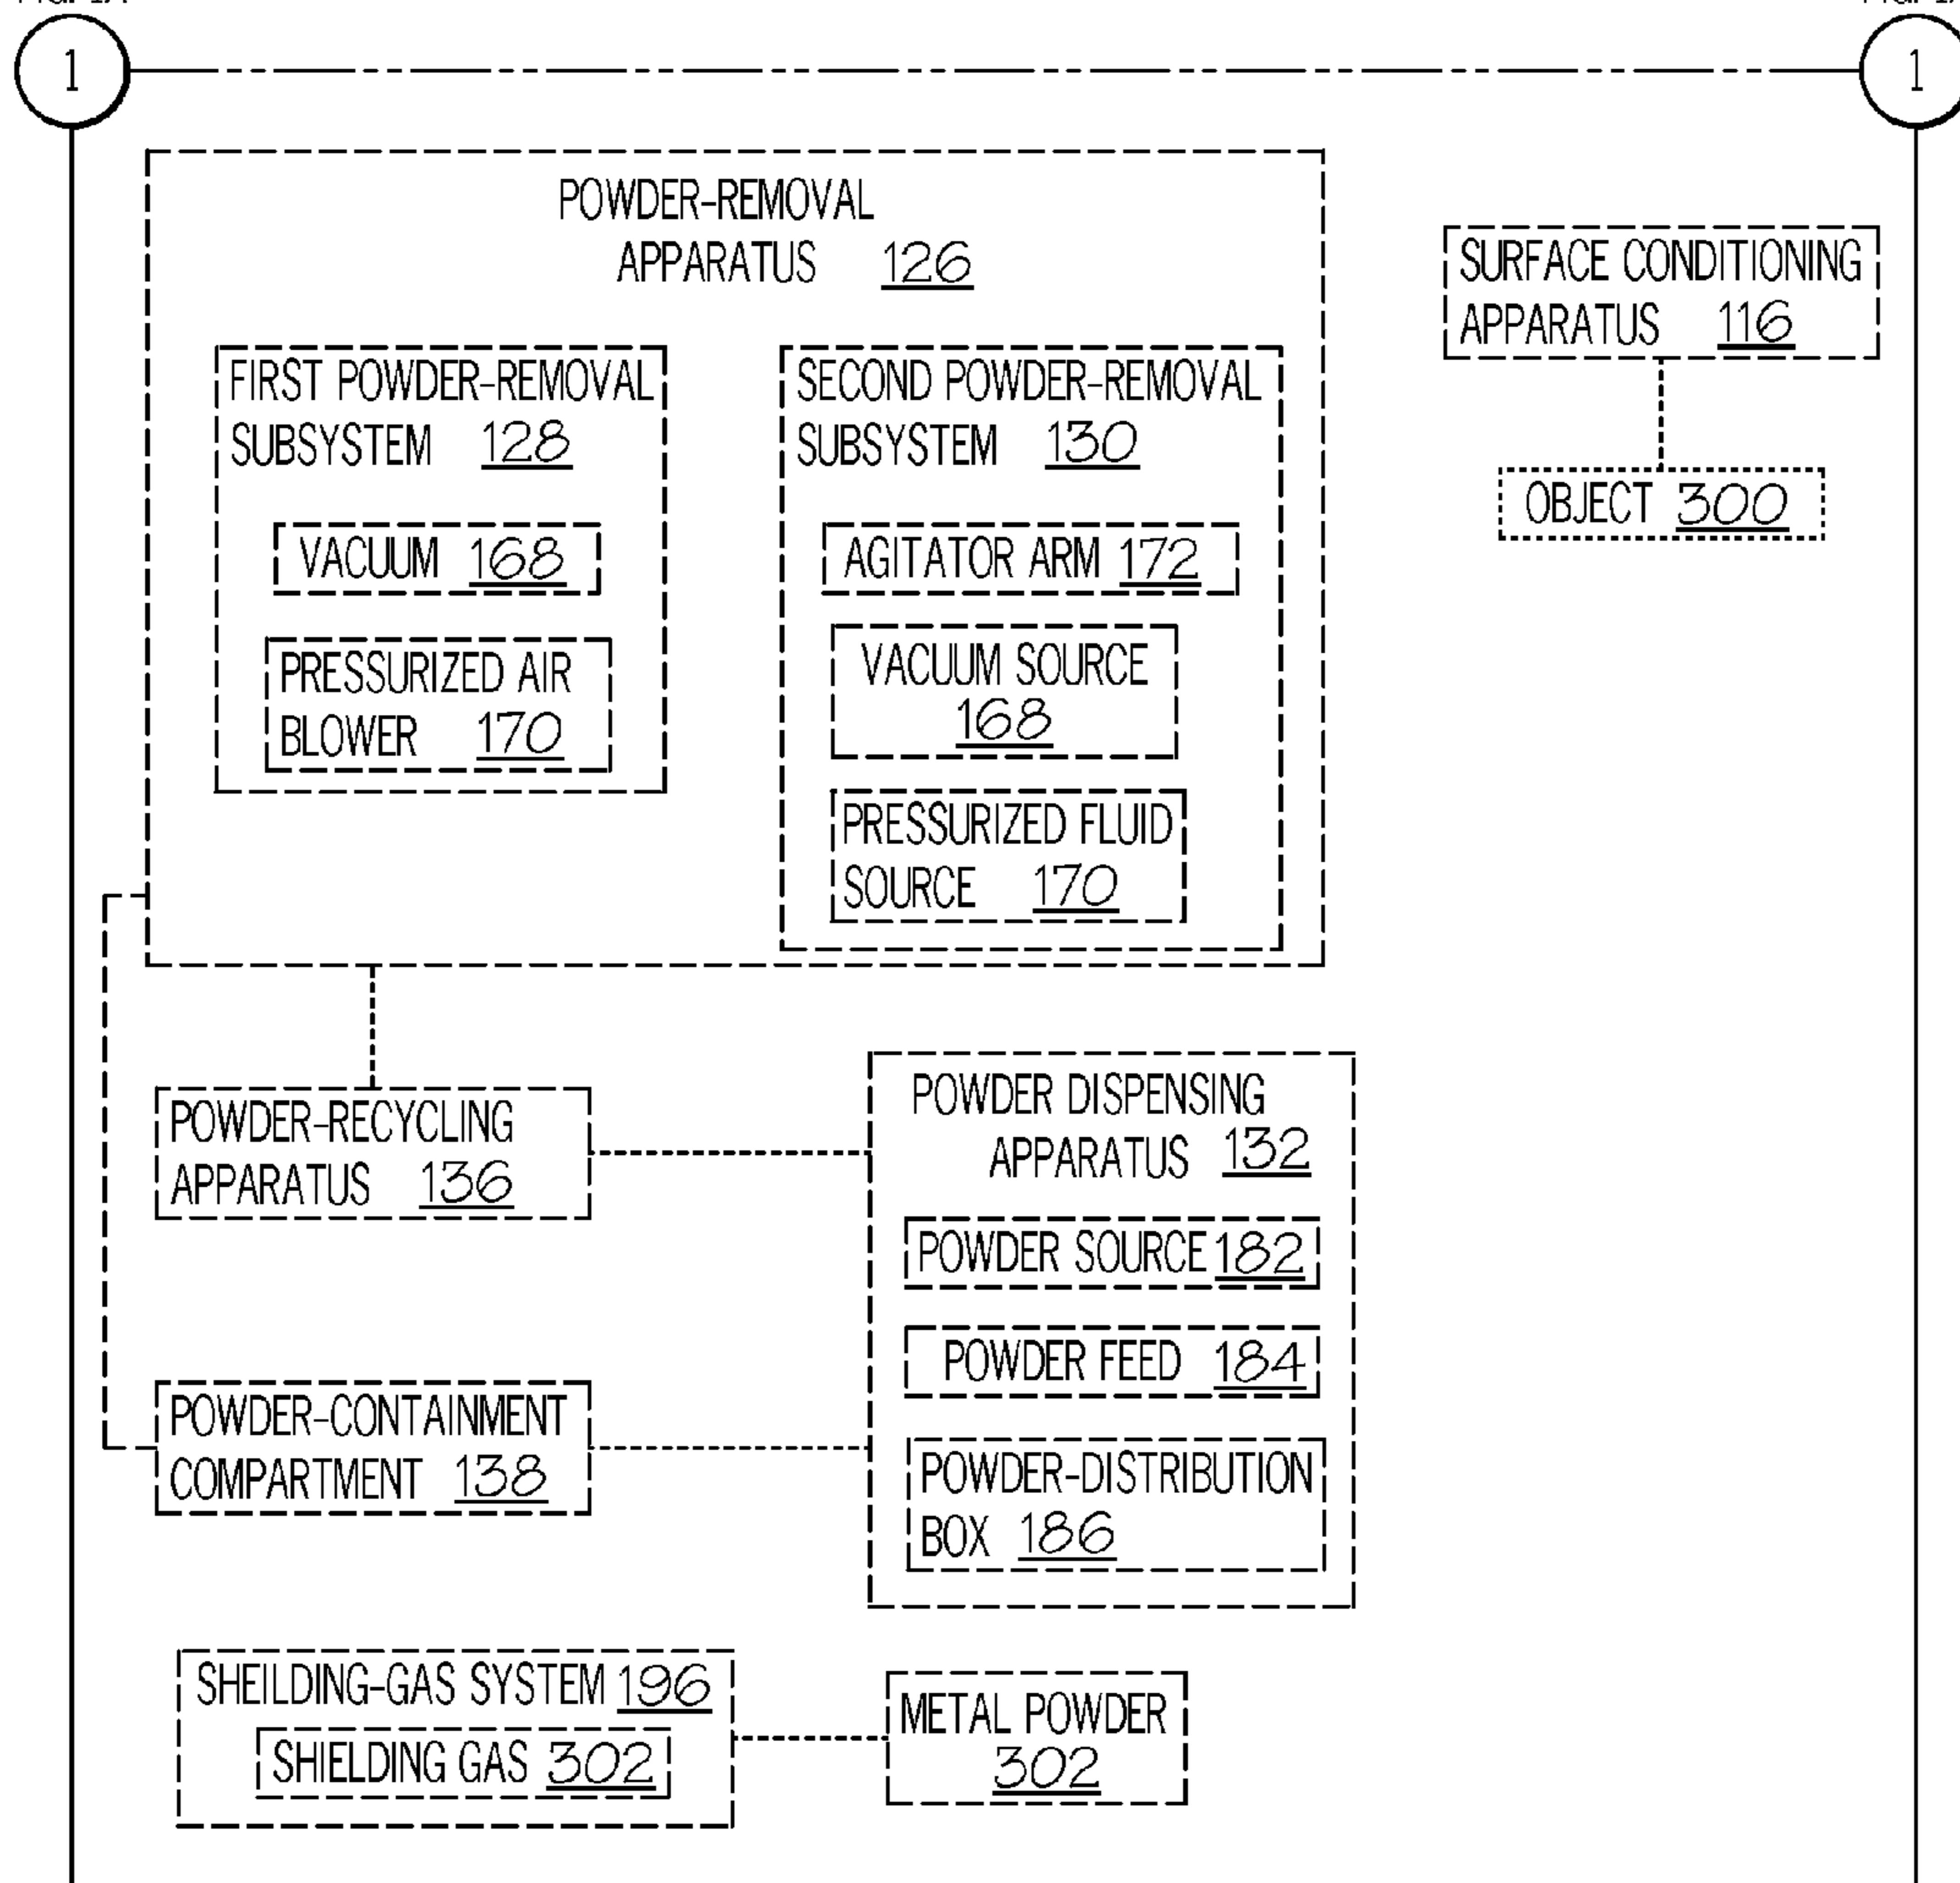 1
1
POWDER-REMOVAL
APPARATUS 126
FIRST POWDER-REMOVAL
SUBSYSTEM 128
VACUUM 168
PRESSURIZED AIR
BLOWER 170
SECOND POWDER-REMOVAL
SUBSYSTEM 130
AGITATOR ARM 172
VACUUM SOURCE
168
PRESSURIZED FLUID
SOURCE 170
SURFACE CONDITIONING
APPARATUS 116
OBJECT 300
POWDER-RECYCLING
APPARATUS 136
POWDER DISPENSING
APPARATUS 132
POWDER SOURCE 182
POWDER FEED 184
POWDER-DISTRIBUTION
BOX 186
POWDER-CONTAINMENT
COMPARTMENT 138
SHEILDING-GAS SYSTEM 196
SHIELDING GAS 302
METAL POWDER
302